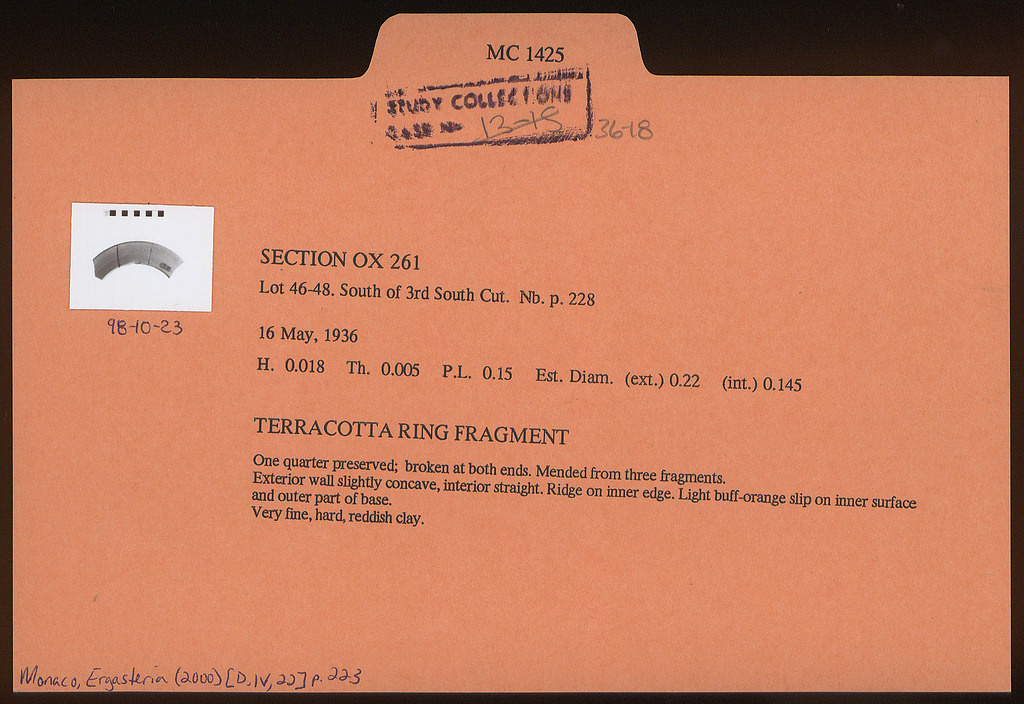 MC 1425
STUDY COLLECTIONS
CASE No 13-18
36-18
98-10-23
SECTION OX 261
Lot 46-48. South of 3rd South Cut. Nb. p. 228
16 May, 1936
H. 0.018 Th. 0.005 P.L. 0.15 Est. Diam. (ext.) 0.22 (int.) 0.145
TERRACOTTA RING FRAGMENT
One quarter preserved; broken at both ends. Mended from three fragments.
Exterior wall slightly concave, interior straight. Ridge on inner edge. Light buff-orange slip on inner surface
and outer part of base.
Very fine, hard, reddish clay.
Monaco, Ergasteria (2000) [D, IV, 22] p. 223